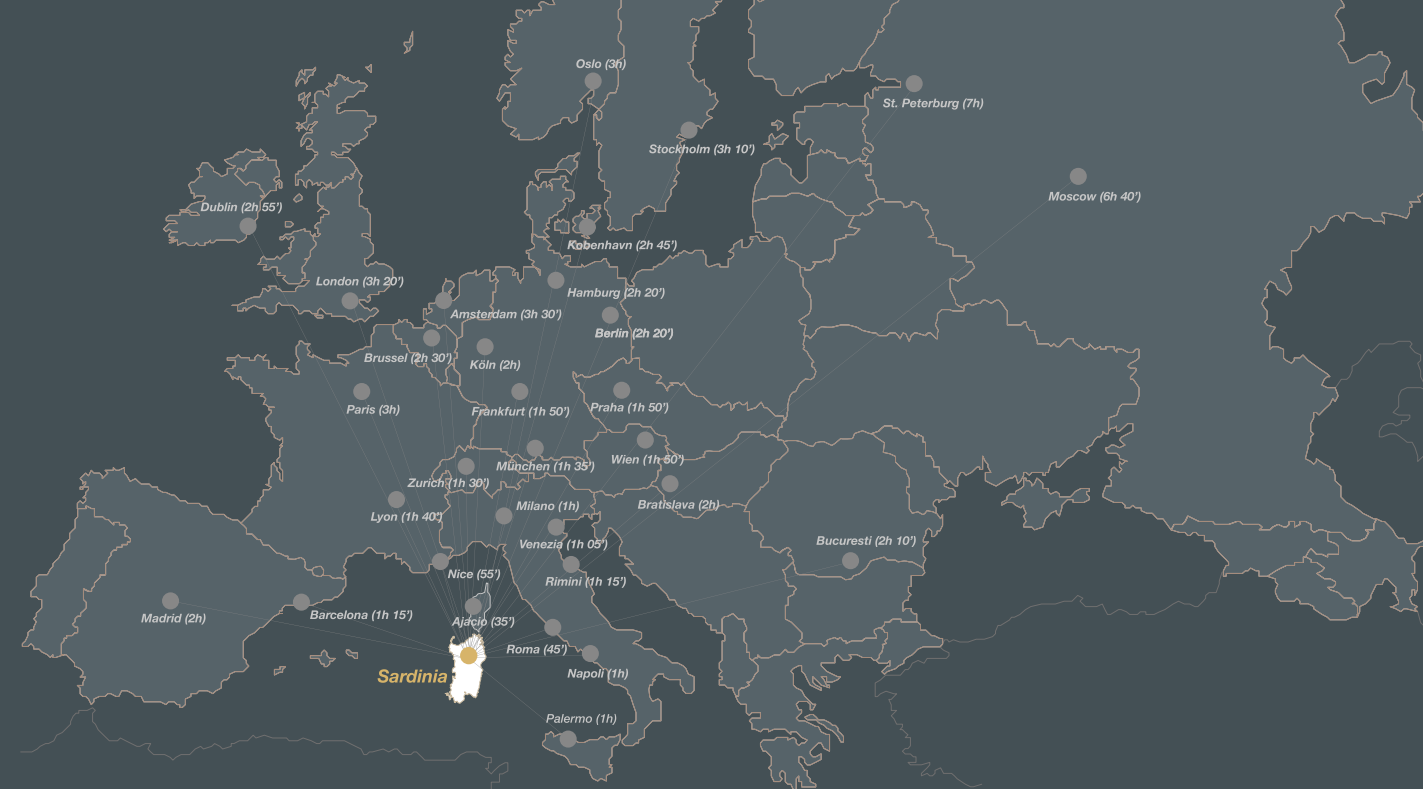 Oslo (3h)
St. Peterburg (7h)
Stockholm (3h 10’)
Moscow (6h 40’)
Dublin (2h 55’)
København (2h 45’)
London (3h 20’)
Hamburg (2h 20’)
Amsterdam (3h 30’)
Berlin (2h 20’)
Brussel (2h 30’)
Köln (2h)
Paris (3h)
Frankfurt (1h 50’)
Praha (1h 50’)
Wien (1h 50’)
München (1h 35’)
Zurich (1h 30’)
Bratislava (2h)
Milano (1h)
Lyon (1h 40’)
Venezia (1h 05’)
Bucuresti (2h 10’)
Nice (55’)
Rimini (1h 15’)
Barcelona (1h 15’)
Madrid (2h)
Ajacio (35’)
Roma (45’)
Napoli (1h)
Sardinia
Palermo (1h)